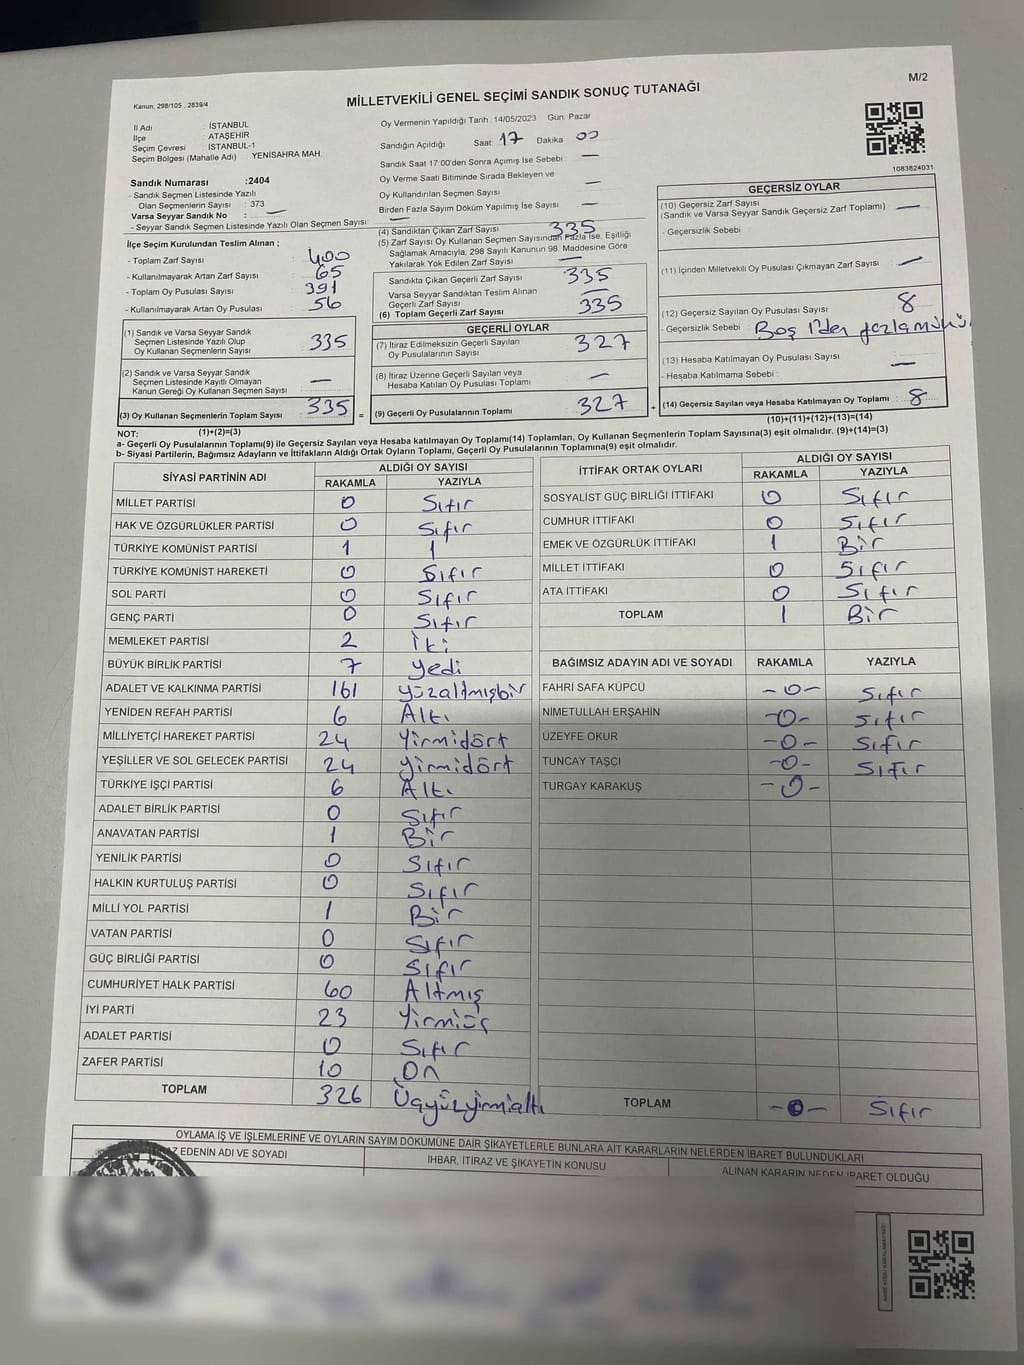 M/2
Kanun; 298/105 , 2839/4
MİLLETVEKİLİ GENEL SEÇİMİ SANDIK SONUÇ TUTANAĞI
İl Adı : İSTANBUL
İlçe : ATAŞEHİR
Seçim Çevresi : İSTANBUL-1
Seçim Bölgesi (Mahalle Adı) YENİSAHRA MAH.
Sandık Numarası :2404
- Sandık Seçmen Listesinde Yazılı
Olan Seçmenlerin Sayısı : 373
Varsa Seyyar Sandık No : —
- Seyyar Sandık Seçmen Listesinde Yazılı Olan Seçmen Sayısı: —
İlçe Seçim Kurulundan Teslim Alınan ;
- Toplam Zarf Sayısı : 400
- Kullanılmayarak Artan Zarf Sayısı : 65
- Toplam Oy Pusulası Sayısı : 391
- Kullanılmayarak Artan Oy Pusulası : 56
(1) Sandık ve Varsa Seyyar Sandık
Seçmen Listesinde Yazılı Olup
Oy Kullanan Seçmenlerin Sayısı : 335
(2) Sandık ve Varsa Seyyar Sandık
Seçmen Listesinde Kayıtlı Olmayan
Kanun Gereği Oy Kullanan Seçmen Sayısı : —
(3) Oy Kullanan Seçmenlerin Toplam Sayısı : 335
(1)+(2)=(3)
Oy Vermenin Yapıldığı Tarih 14/05/2023 Gün: Pazar
Sandığın Açıldığı Saat: 17 Dakika 00
Sandık Saat 17:00'den Sonra Açımış İse Sebebi : —
Oy Verme Saati Bitiminde Sırada Bekleyen ve
Oy Kullandırılan Seçmen Sayısı : —
Birden Fazla Sayım Döküm Yapılmış İse Sayısı : —
(4) Sandıktan Çıkan Zarf Sayısı : 335
(5) Zarf Sayısı Oy Kullanan Seçmen Sayısından Fazla İse, Eşitliği
Sağlamak Amacıyla, 298 Sayılı Kanunun 98. Maddesine Göre
Yakılarak Yok Edilen Zarf Sayısı : —
Sandıkta Çıkan Geçerli Zarf Sayısı : 335
Varsa Seyyar Sandıktan Teslim Alınan
Geçerli Zarf Sayısı : —
(6) Toplam Geçerli Zarf Sayısı : 335
GEÇERLİ OYLAR
(7) İtiraz Edilmeksizin Geçerli Sayılan
Oy Pusulalarının Sayısı : 327
(8) İtiraz Üzerine Geçerli Sayılan veya
Hesaba Katılan Oy Pusulası Toplamı : —
= (9) Geçerli Oy Pusulalarının Toplamı : 327
1083824031
GEÇERSİZ OYLAR
(10) Geçersiz Zarf Sayısı
(Sandık ve Varsa Seyyar Sandık Geçersiz Zarf Toplamı) : —
- Geçersizlik Sebebi
(11) İçinden Milletvekili Oy Pusulası Çıkmayan Zarf Sayısı : —
(12) Geçersiz Sayılan Oy Pusulası Sayısı : 8
- Geçersizlik Sebebi : Boş 1'den fazla
(13) Hesaba Katılmayan Oy Pusulası Sayısı : —
- Hesaba Katılmama Sebebi :
+ (14) Geçersiz Sayılan veya Hesaba Katılmayan Oy Toplamı : 8
(10)+(11)+(12)+(13)=(14)
NOT:
a- Geçerli Oy Pusulalarının Toplamı(9) ile Geçersiz Sayılan veya Hesaba katılmayan Oy Toplamı(14) Toplamları, Oy Kullanan Seçmenlerin Toplam Sayısına(3) eşit olmalıdır. (9)+(14)=(3)
b- Siyasi Partilerin, Bağımsız Adayların ve İttifakların Aldığı Ortak Oyların Toplamı, Geçerli Oy Pusulalarının Toplamına(9) eşit olmalıdır.
SİYASİ PARTİNİN ADI ALDIĞI OY SAYISI
RAKAMLA YAZIYLA
MİLLET PARTİSİ 0 Sıfır
HAK VE ÖZGÜRLÜKLER PARTİSİ 0 Sıfır
TÜRKİYE KOMÜNİST PARTİSİ 1 1
TÜRKİYE KOMÜNİST HAREKETİ 0 Sıfır
SOL PARTİ 0 Sıfır
GENÇ PARTİ 0 Sıfır
MEMLEKET PARTİSİ 2 İki
BÜYÜK BİRLİK PARTİSİ 7 Yedi
ADALET VE KALKINMA PARTİSİ 161 Yüzaltmışbir
YENİDEN REFAH PARTİSİ 6 Altı
MİLLİYETÇİ HAREKET PARTİSİ 24 Yirmidört
YEŞİLLER VE SOL GELECEK PARTİSİ 24 Yirmidört
TÜRKİYE İŞÇİ PARTİSİ 6 Altı
ADALET BİRLİK PARTİSİ 0 Sıfır
ANAVATAN PARTİSİ 1 Bir
YENİLİK PARTİSİ 0 Sıfır
HALKIN KURTULUŞ PARTİSİ 0 Sıfır
MİLLİ YOL PARTİSİ 1 Bir
VATAN PARTİSİ 0 Sıfır
GÜÇ BİRLİĞİ PARTİSİ 0 Sıfır
CUMHURİYET HALK PARTİSİ 60 Altmış
İYİ PARTİ 23 Yirmiüç
ADALET PARTİSİ 0 Sıfır
ZAFER PARTİSİ 10 On
TOPLAM 326 Üçyüzyirmialtı
İTTİFAK ORTAK OYLARI ALDIĞI OY SAYISI
RAKAMLA YAZIYLA
SOSYALİST GÜÇ BİRLİĞİ İTTİFAKI 0 Sıfır
CUMHUR İTTİFAKI 0 Sıfır
EMEK VE ÖZGÜRLÜK İTTİFAKI 1 Bir
MİLLET İTTİFAKI 0 Sıfır
ATA İTTİFAKI 0 Sıfır
TOPLAM 1 Bir
BAĞIMSIZ ADAYIN ADI VE SOYADI RAKAMLA YAZIYLA
FAHRİ SAFA KÜPCÜ -0- Sıfır
NİMETULLAH ERŞAHİN -0- Sıfır
ÜZEYFE OKUR -0- Sıfır
TUNCAY TAŞÇI -0- Sıfır
TURGAY KARAKUŞ -0-
TOPLAM -0- Sıfır
OYLAMA İŞ VE İŞLEMLERİNE VE OYLARIN SAYIM DÖKÜMÜNE DAİR ŞİKAYETLERLE BUNLARA AİT KARARLARIN NELERDEN İBARET BULUNDUKLARI
EDENİN ADI VE SOYADI İHBAR, İTİRAZ VE ŞİKAYETİN KONUSU ALINAN KARARIN NEDEN İBARET OLDUĞU